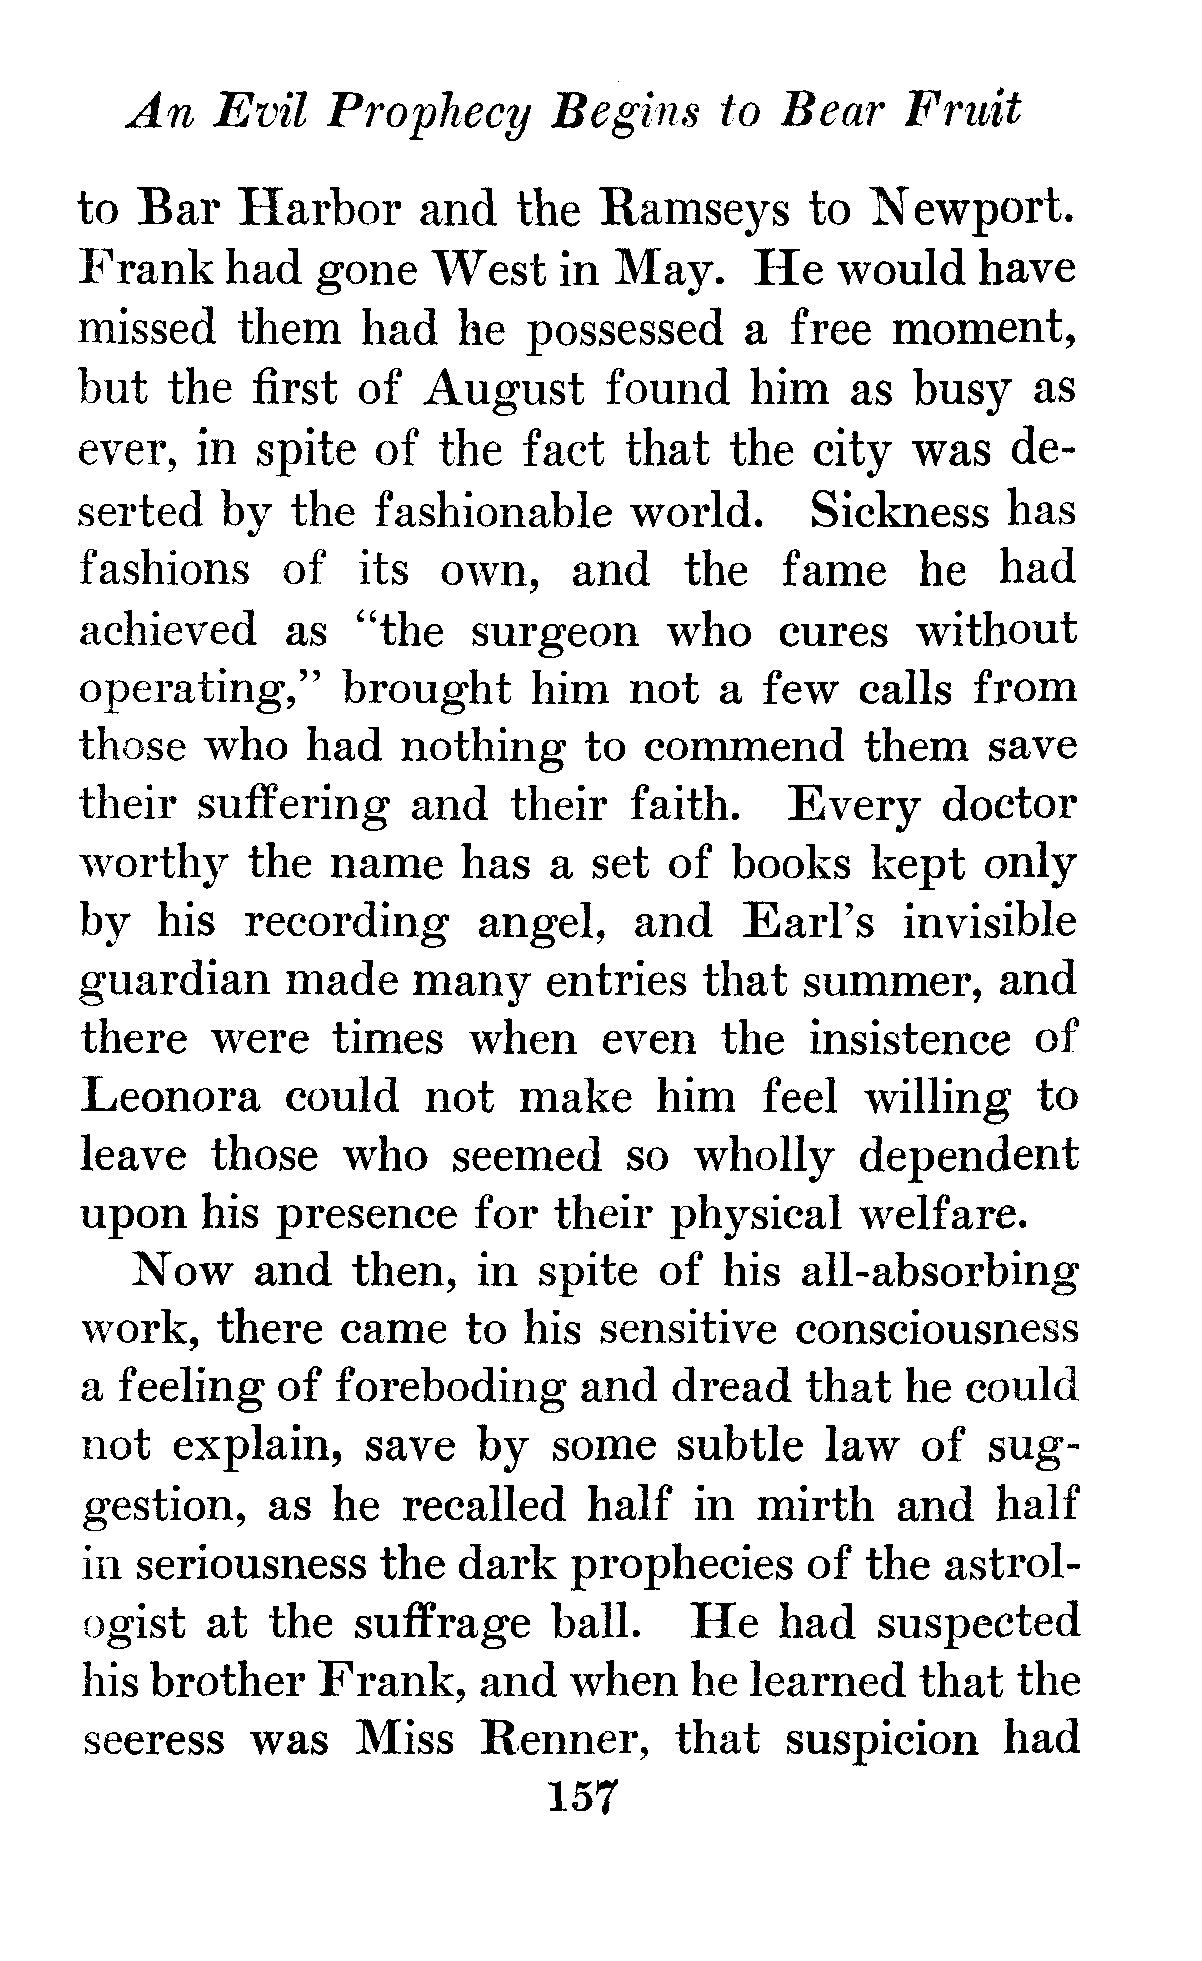 An Evil Prophecy Begins to Bear Fruit
to Bar Harbor and the Ramseys to Newport.
Frank had gone West in May. He would have
missed them had he possessed a free moment,
but the first of August found him as busy as
ever, in spite of the fact that the city was de-
serted by the fashionable world. Sickness has
fashions of its own, and the fame he had
achieved as "the surgeon who cures without
operating," brought him not a few calls from
those who had nothing to commend them save
their suffering and their faith. Every doctor
worthy the name has a set of books kept only
by his recording angel, and Earl's invisible
guardian made many entries that summer, and
there were times when even the insistence of
Leonora could not make him feel willing to
leave those who seemed so wholly dependent
upon his presence for their physical welfare.
Now and then, in spite of his all-absorbing
work, there came to his sensitive consciousness
a feeling of foreboding and dread that he could
not explain, save by some subtle law of sug-
gestion, as he recalled half in mirth and half
in seriousness the dark prophecies of the astrol-
ogist at the suffrage ball. He had suspected
his brother Frank, and when he learned that the
seeress was Miss Renner, that suspicion had
157